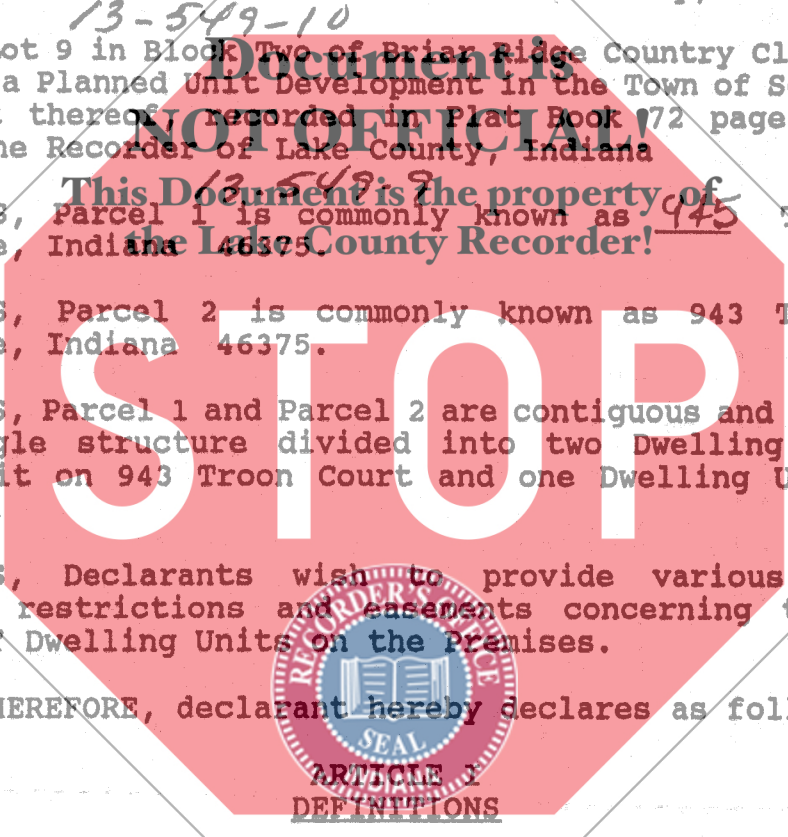 13-549-10
ot 9 in Block Two of Briar Ridge Country Cl
Document is
a Planned Unit Development in the Town of S
thereof, recorded in Plat Book 72 page
NOT OFFICIAL!
he Recorder of Lake County, Indiana
13-549-9
This Document is the property of
, Parcel 1 is commonly known as 945
the Lake County Recorder!
e, Indiana 46375.
S, Parcel 2 is commonly known as 943 T
e, Indiana 46375.
STOP
S, Parcel 1 and Parcel 2 are contiguous and
gle structure divided into two Dwelling
it on 943 Troon Court and one Dwelling U
S, Declarants wish to provide various
restrictions and easements concerning
Dwelling Units on the Premises.
RECORDER'S OFFICE
HEREFORE, declarant hereby declares as fol
SEAL
ARTICLE I
DEFINITIONS